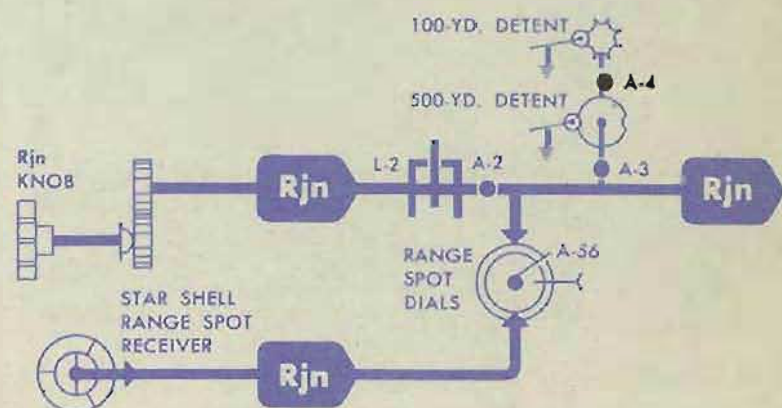 100-YD. DETENT
A-4
500-YD. DETENT
Rjn
KNOB
Rjn
L-2
A-2
A-3
Rjn
RANGE
SPOT
DIALS
A-56
STAR SHELL
RANGE SPOT
RECEIVER
Rjn